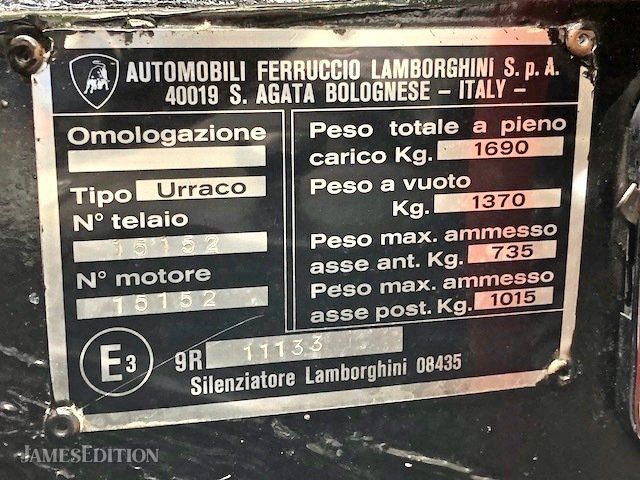 AUTOMOBILI FERRUCCIO LAMBORGHINI S.p.A.
40019 S. AGATA BOLOGNESE – ITALY –
Omologazione
Tipo Urraco
N° telaio
15152
N° motore
15152
Peso totale a pieno
carico Kg. 1690
Peso a vuoto
Kg. 1370
Peso max. ammesso
asse ant. Kg. 735
Peso max. ammesso
asse post. Kg. 1015
E3 9R 11133
Silenziatore Lamborghini 08435
JAMESEDITION